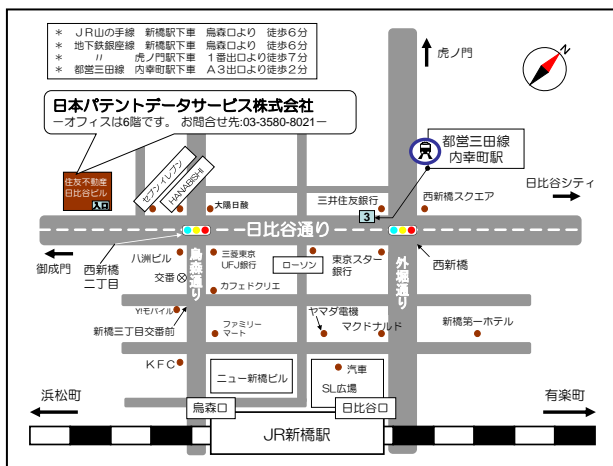 ＊ ＪＲ山の手線 新橋駅下車 烏森口より 徒歩６分
＊ 地下鉄銀座線 新橋駅下車 烏森口より 徒歩６分
＊ 〃 虎ノ門駅下車 １番出口より徒歩７分
＊ 都営三田線 内幸町駅下車 Ａ３出口より徒歩２分
虎ノ門
N
日本パテントデータサービス株式会社
－オフィスは6階です。 お問合せ先:03-3580-8021－
都営三田線
内幸町駅
住友不動産
日比谷ビル
入口
セブンイレブン
HANABISHI
大陽日酸
三井住友銀行
3
西新橋スクエア
日比谷シティ
日比谷通り
御成門
西新橋
二丁目
八洲ビル
交番
烏森通り
三菱東京
UFJ銀行
ローソン
東京スター
銀行
外堀通り
西新橋
カフェドクリエ
Y!モバイル
新橋三丁目交番前
ファミリー
マート
ヤマダ電機
マクドナルド
新橋第一ホテル
ＫＦＣ
ニュー新橋ビル
汽車
SL広場
浜松町
烏森口
日比谷口
有楽町
JR新橋駅